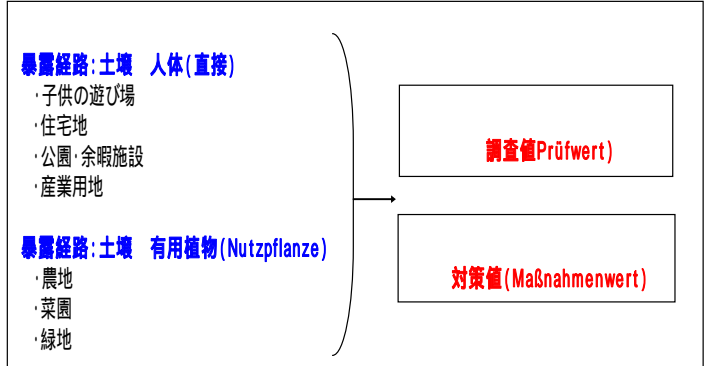 暴露経路:土壌　人体(直接)
･子供の遊び場
･住宅地
･公園･余暇施設
･産業用地
暴露経路:土壌　有用植物(Nutzpflanze)
･農地
･菜園
･緑地
調査値Prüfwert)
対策値(Maßnahmenwert)